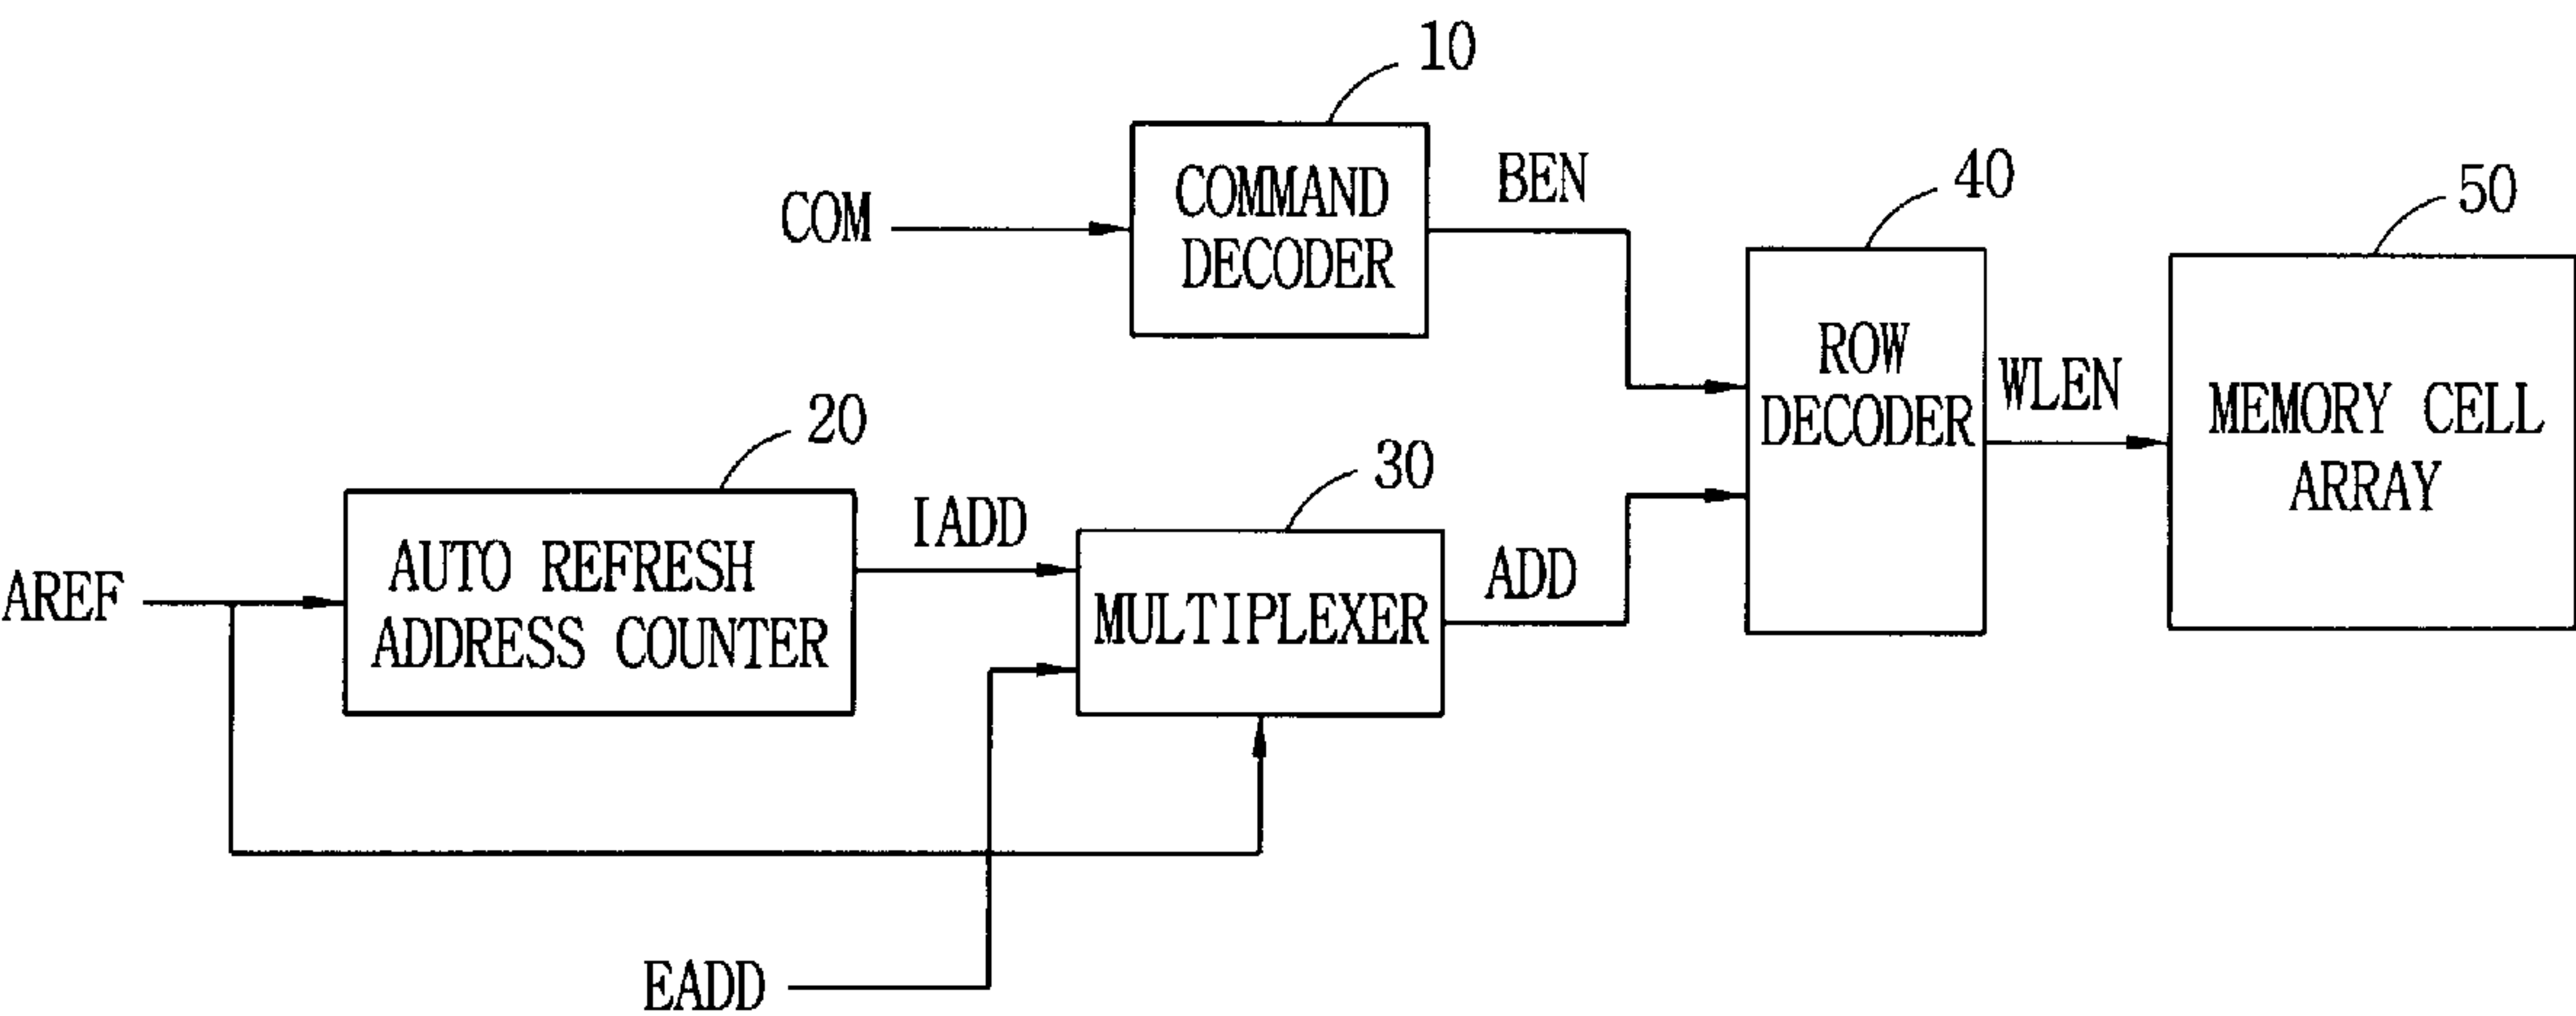 10
COM
COMMAND
DECODER
BEN
40
50
ROW
DECODER
WLEN
MEMORY CELL
ARRAY
20
30
AREF
AUTO REFRESH
ADDRESS COUNTER
IADD
MULTIPLEXER
ADD
EADD